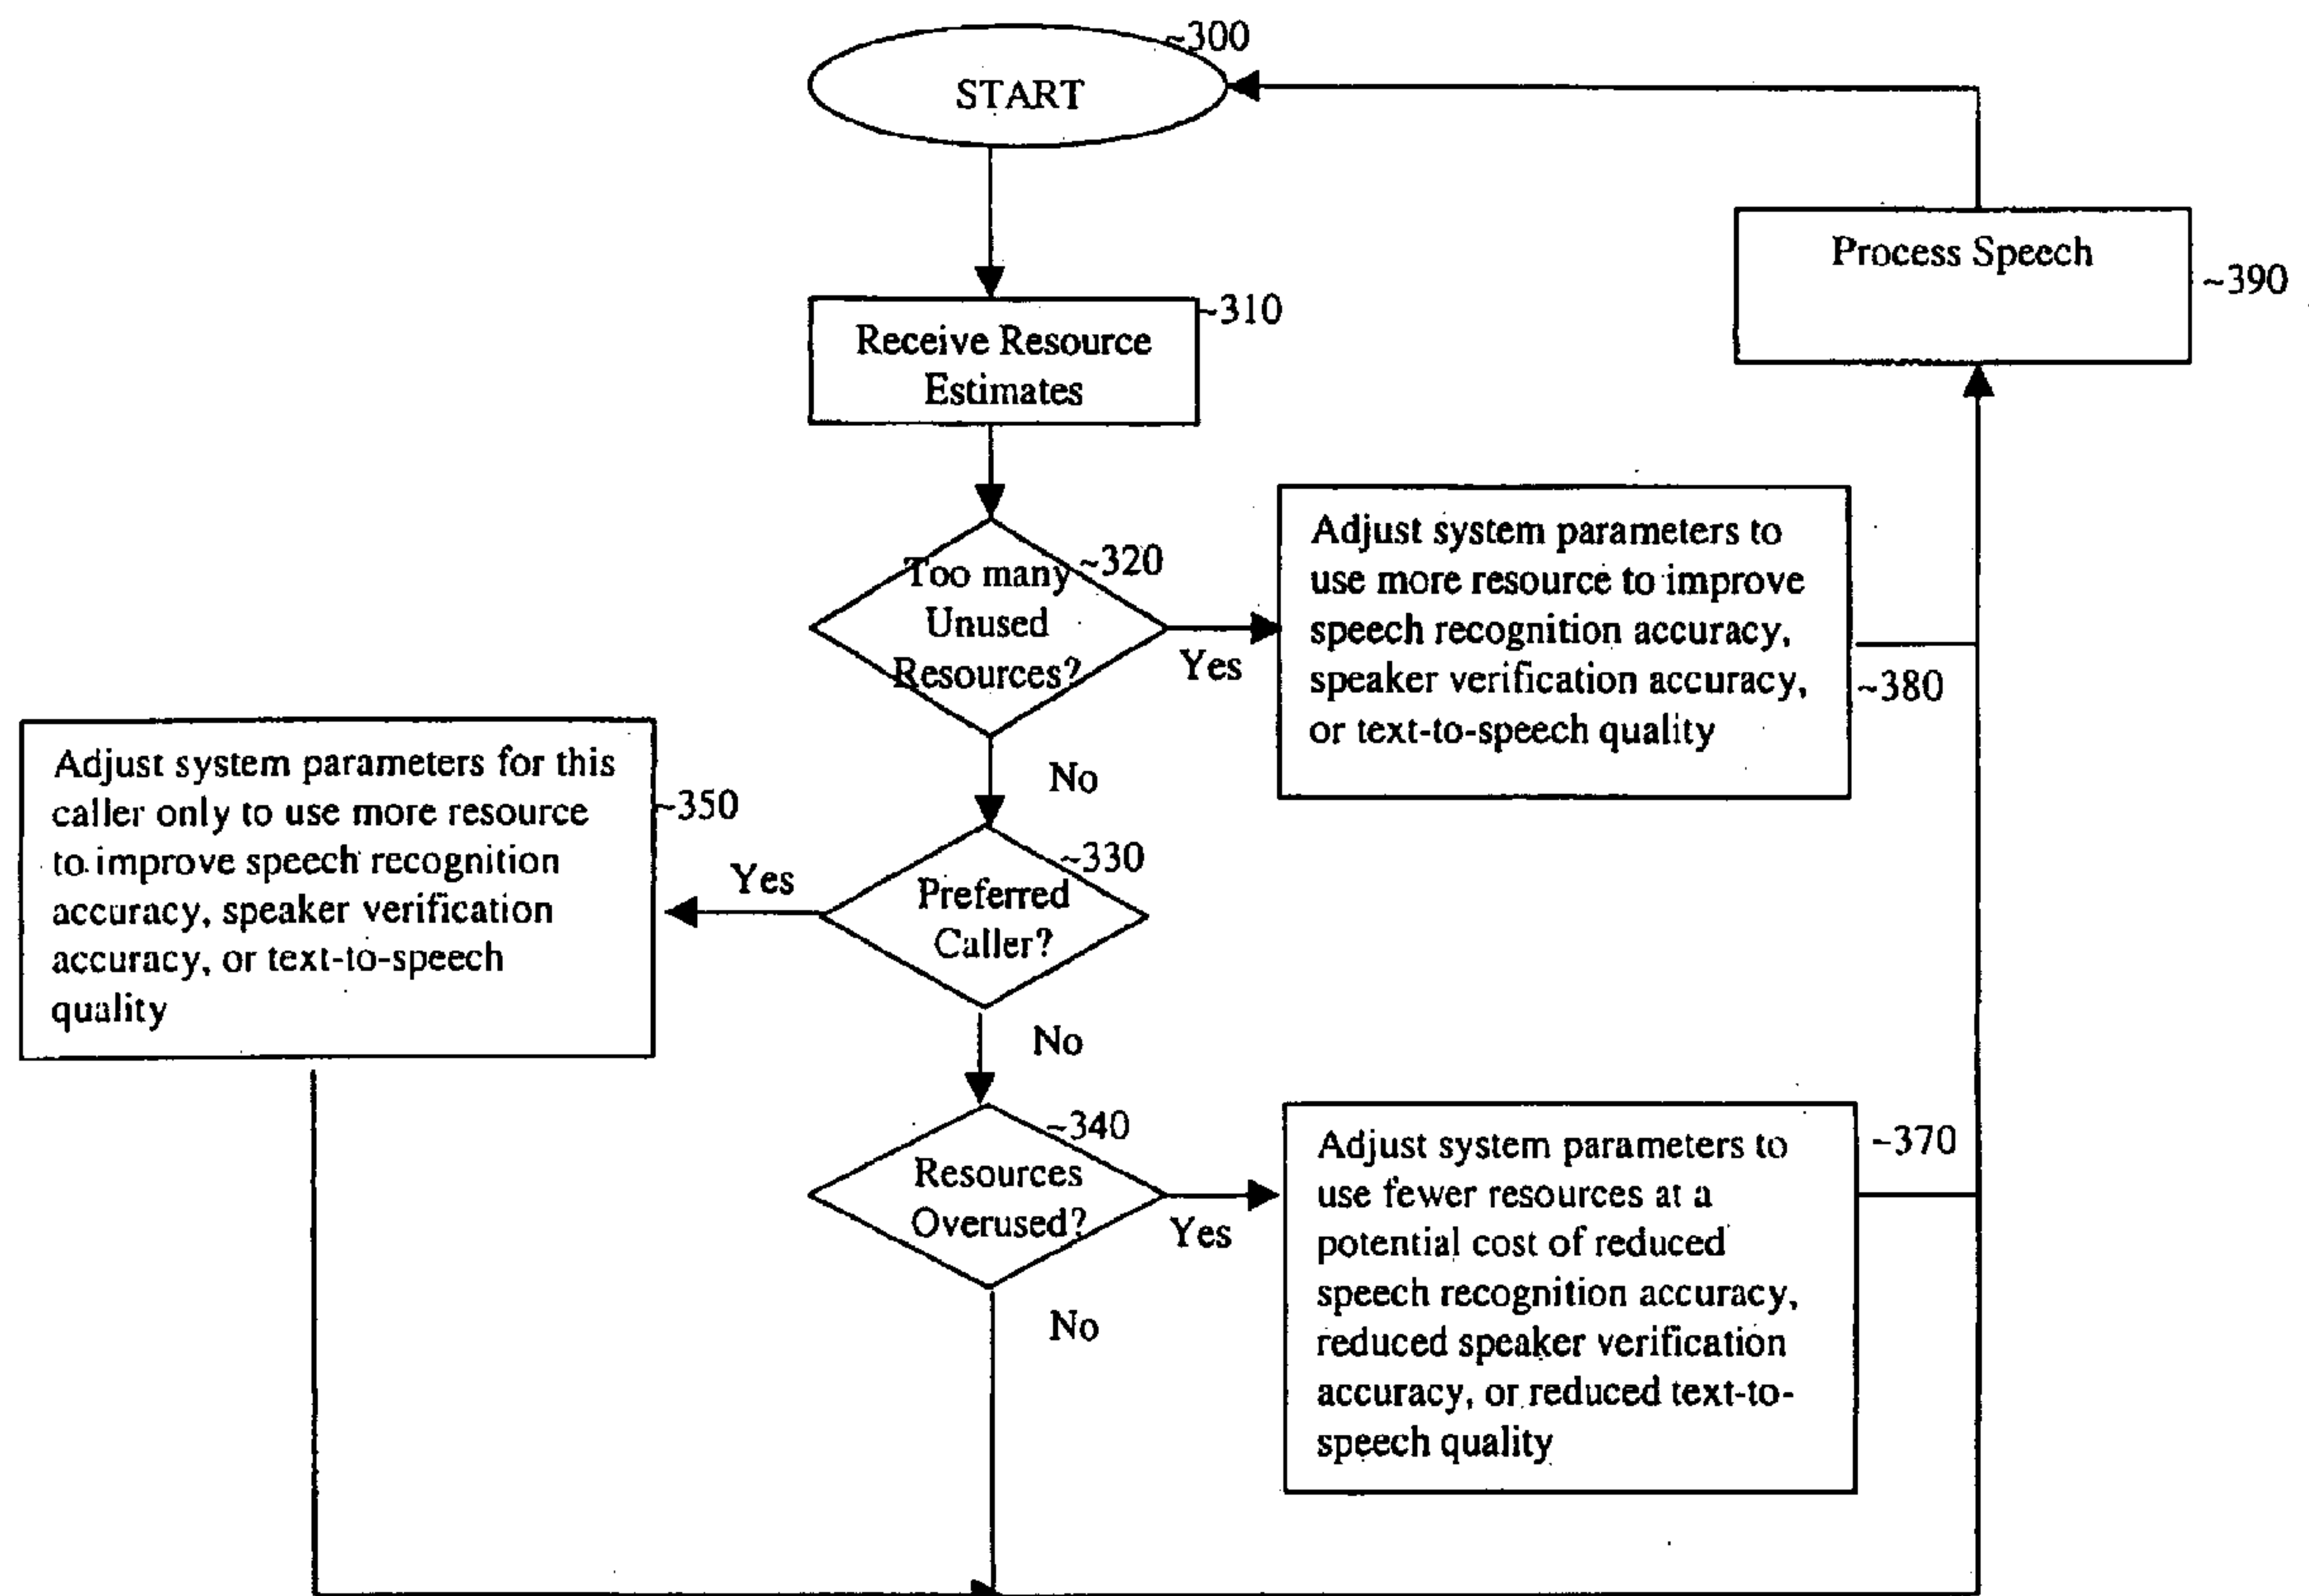 ~300
START
~310
Receive Resource
Estimates
Process Speech
~390
~320
Too many
Unused
Resources?
Yes
No
Adjust system parameters to
use more resource to improve
speech recognition accuracy,
speaker verification accuracy,
or text-to-speech quality
~380
Adjust system parameters for this
caller only to use more resource
to improve speech recognition
accuracy, speaker verification
accuracy, or text-to-speech
quality
~350
Yes
~330
Preferred
Caller?
No
~340
Resources
Overused?
Yes
No
Adjust system parameters to
use fewer resources at a
potential cost of reduced
speech recognition accuracy,
reduced speaker verification
accuracy, or reduced text-to-
speech quality
~370